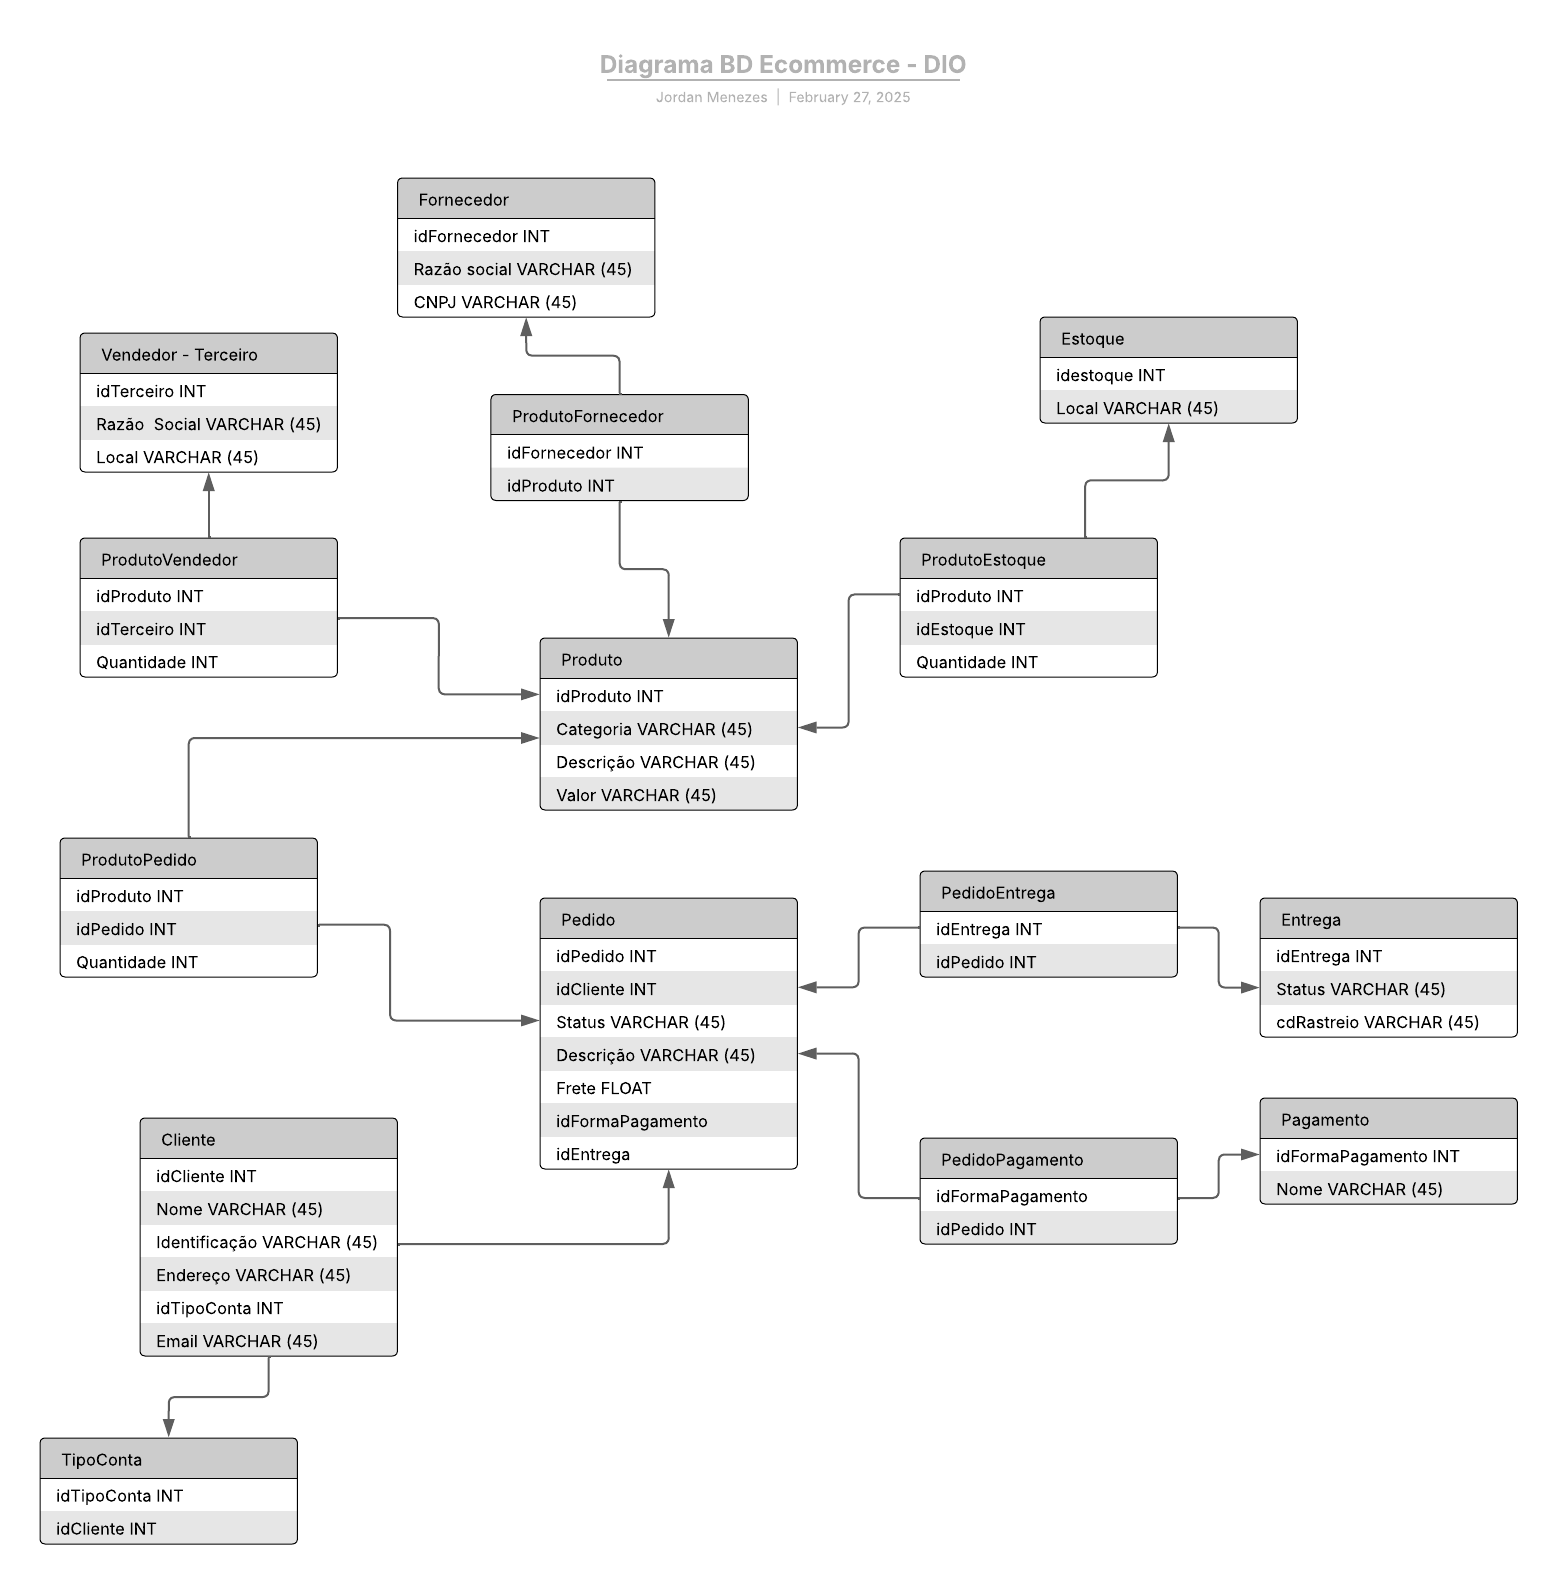 Diagrama BD Ecommerce - DIO
Jordan Menezes | February 27, 2025
Fornecedor
idFornecedor INT
Razão social VARCHAR (45)
CNPJ VARCHAR (45)
Vendedor - Terceiro
idTerceiro INT
Razão  Social VARCHAR (45)
Local VARCHAR (45)
Estoque
idestoque INT
Local VARCHAR (45)
ProdutoFornecedor
idFornecedor INT
idProduto INT
ProdutoVendedor
idProduto INT
idTerceiro INT
Quantidade INT
ProdutoEstoque
idProduto INT
idEstoque INT
Quantidade INT
Produto
idProduto INT
Categoria VARCHAR (45)
Descrição VARCHAR (45)
Valor VARCHAR (45)
ProdutoPedido
idProduto INT
idPedido INT
Quantidade INT
Pedido
idPedido INT
idCliente INT
Status VARCHAR (45)
Descrição VARCHAR (45)
Frete FLOAT
idFormaPagamento
idEntrega
PedidoEntrega
idEntrega INT
idPedido INT
Entrega
idEntrega INT
Status VARCHAR (45)
cdRastreio VARCHAR (45)
Cliente
idCliente INT
Nome VARCHAR (45)
Identificação VARCHAR (45)
Endereço VARCHAR (45)
idTipoConta INT
Email VARCHAR (45)
PedidoPagamento
idFormaPagamento
idPedido INT
Pagamento
idFormaPagamento INT
Nome VARCHAR (45)
TipoConta
idTipoConta INT
idCliente INT